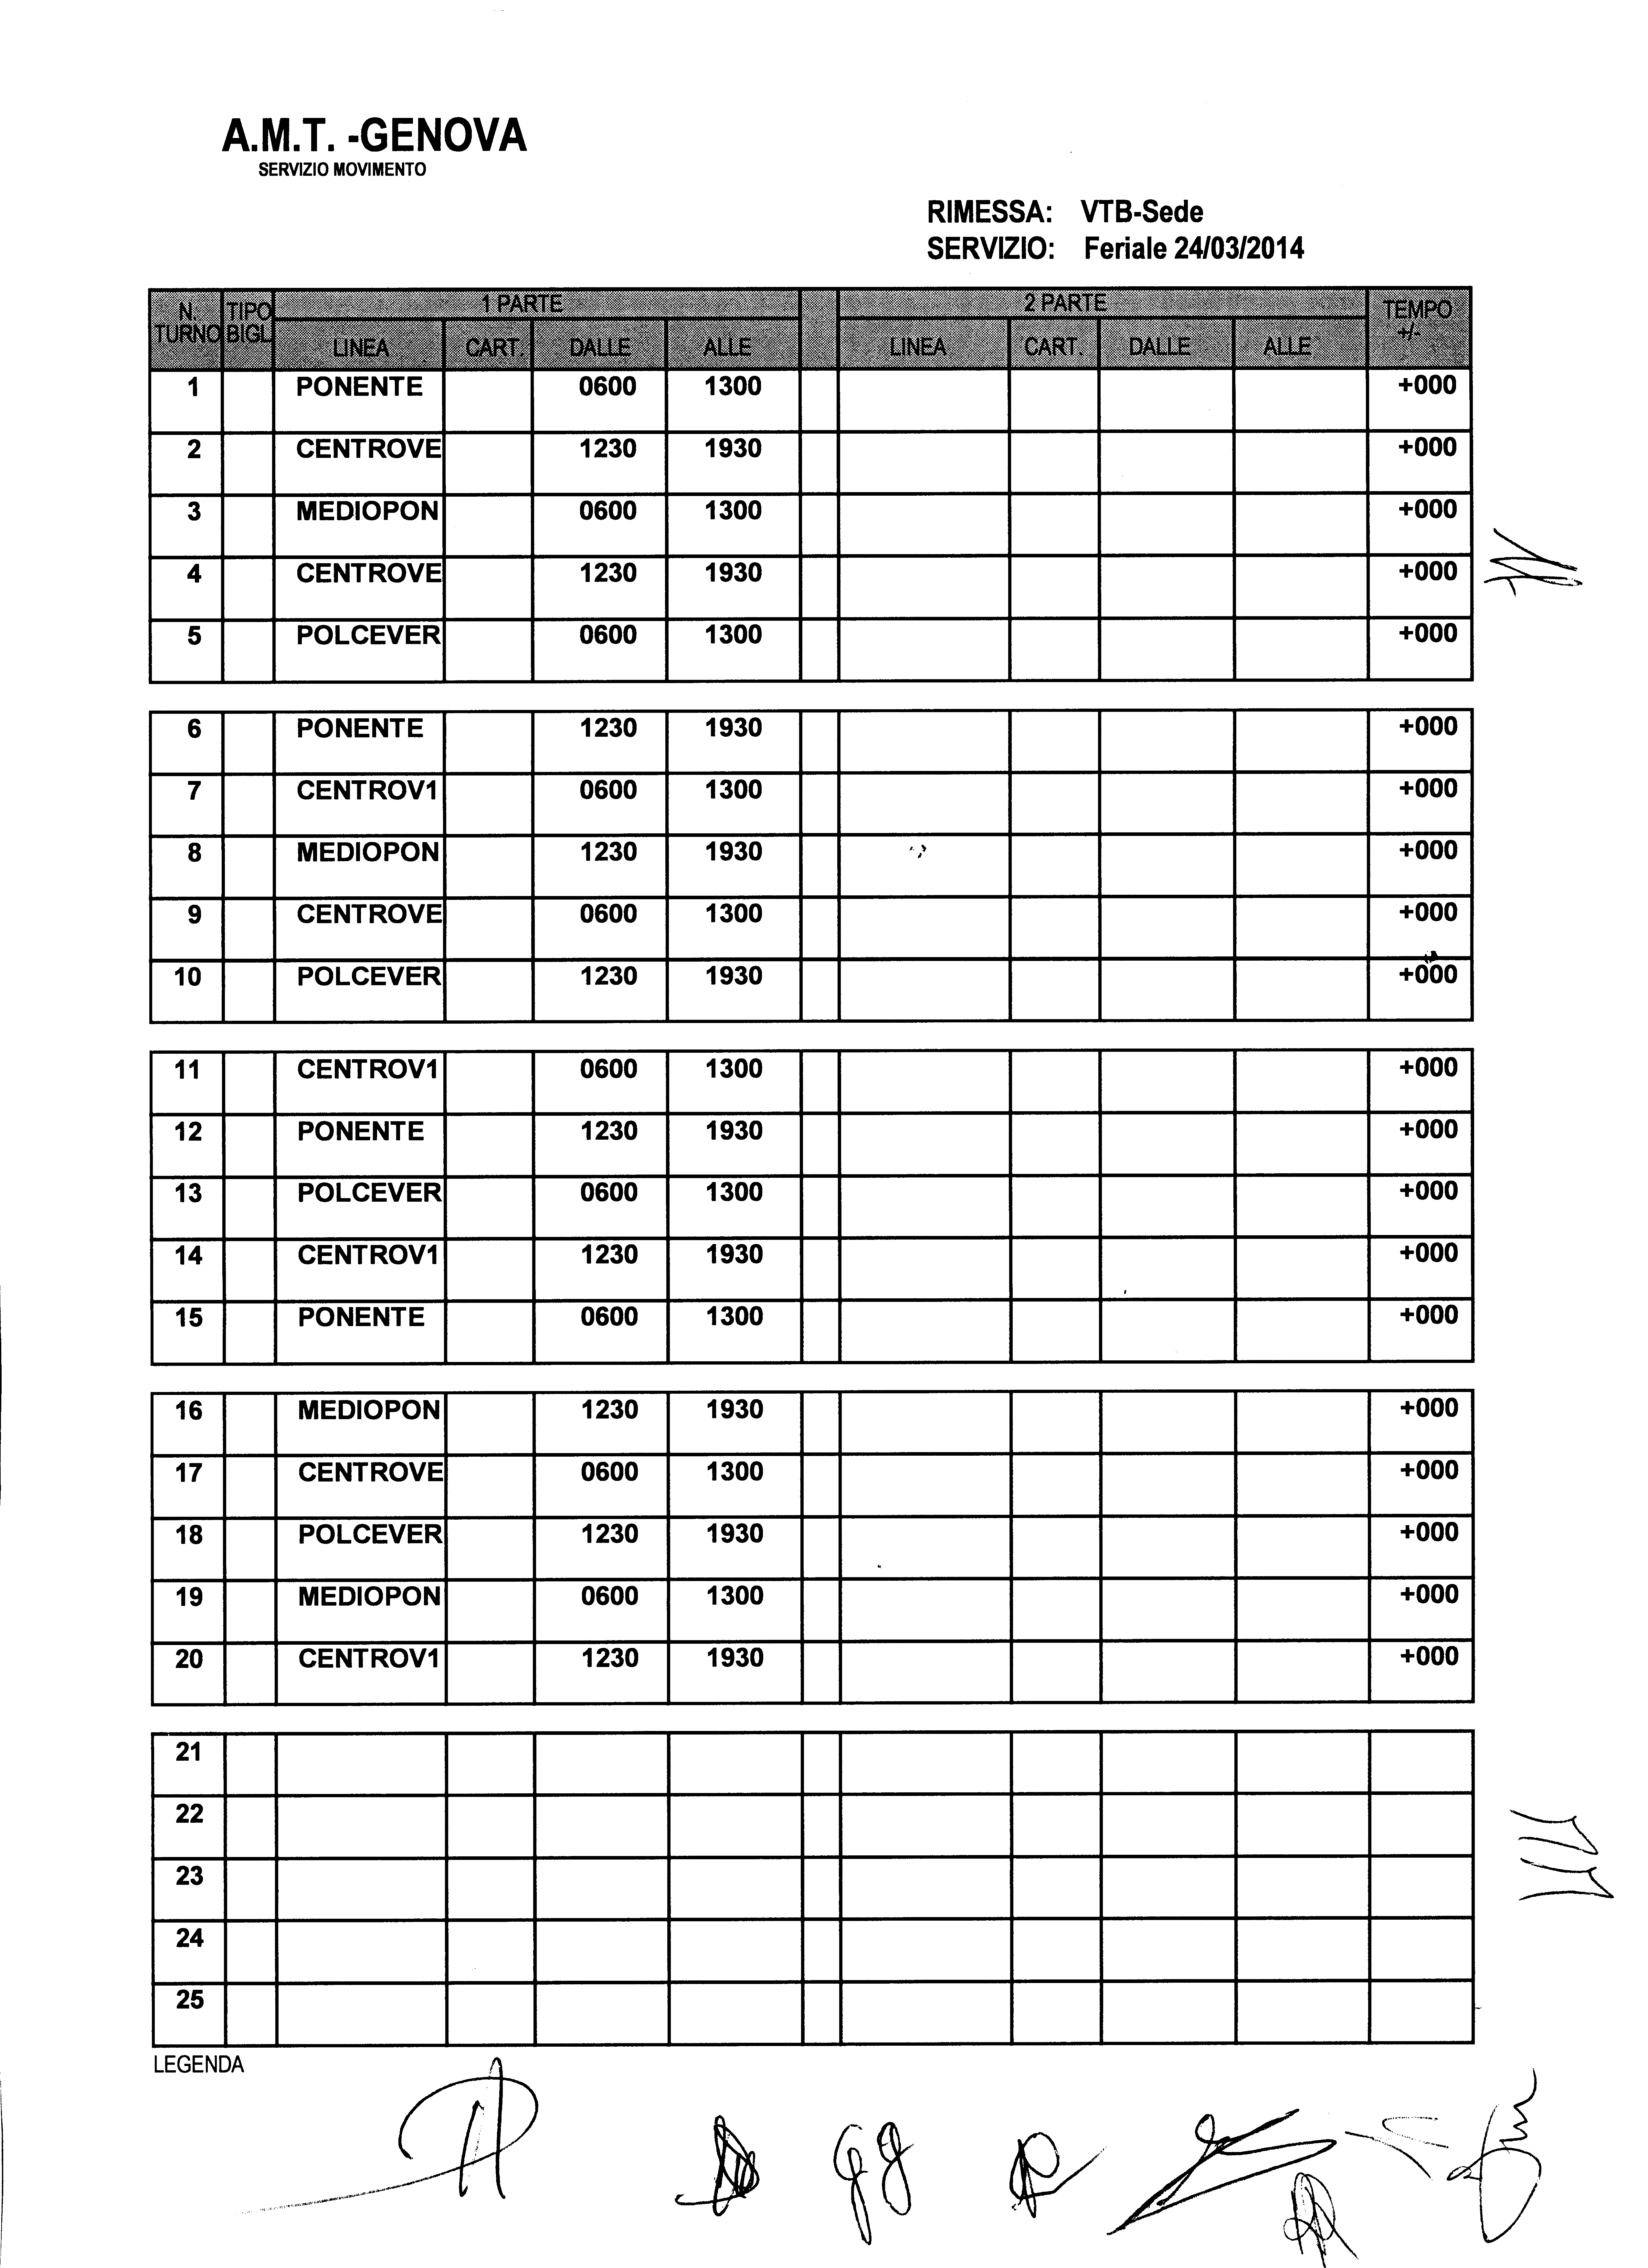 A.M.T. -GENOVA
SERVIZIO MOVIMENTO
RIMESSA: VTB-Sede
SERVIZIO: Feriale 24/03/2014
N. TURNO TIPO BIGL 1 PARTE 2 PARTE TEMPO +/-
LINEA CART. DALLE ALLE LINEA CART. DALLE ALLE
1 PONENTE 0600 1300 +000
2 CENTROVE 1230 1930 +000
3 MEDIOPON 0600 1300 +000
4 CENTROVE 1230 1930 +000
5 POLCEVER 0600 1300 +000
6 PONENTE 1230 1930 +000
7 CENTROV1 0600 1300 +000
8 MEDIOPON 1230 1930 +000
9 CENTROVE 0600 1300 +000
10 POLCEVER 1230 1930 +000
11 CENTROV1 0600 1300 +000
12 PONENTE 1230 1930 +000
13 POLCEVER 0600 1300 +000
14 CENTROV1 1230 1930 +000
15 PONENTE 0600 1300 +000
16 MEDIOPON 1230 1930 +000
17 CENTROVE 0600 1300 +000
18 POLCEVER 1230 1930 +000
19 MEDIOPON 0600 1300 +000
20 CENTROV1 1230 1930 +000
21
22
23
24
25
LEGENDA